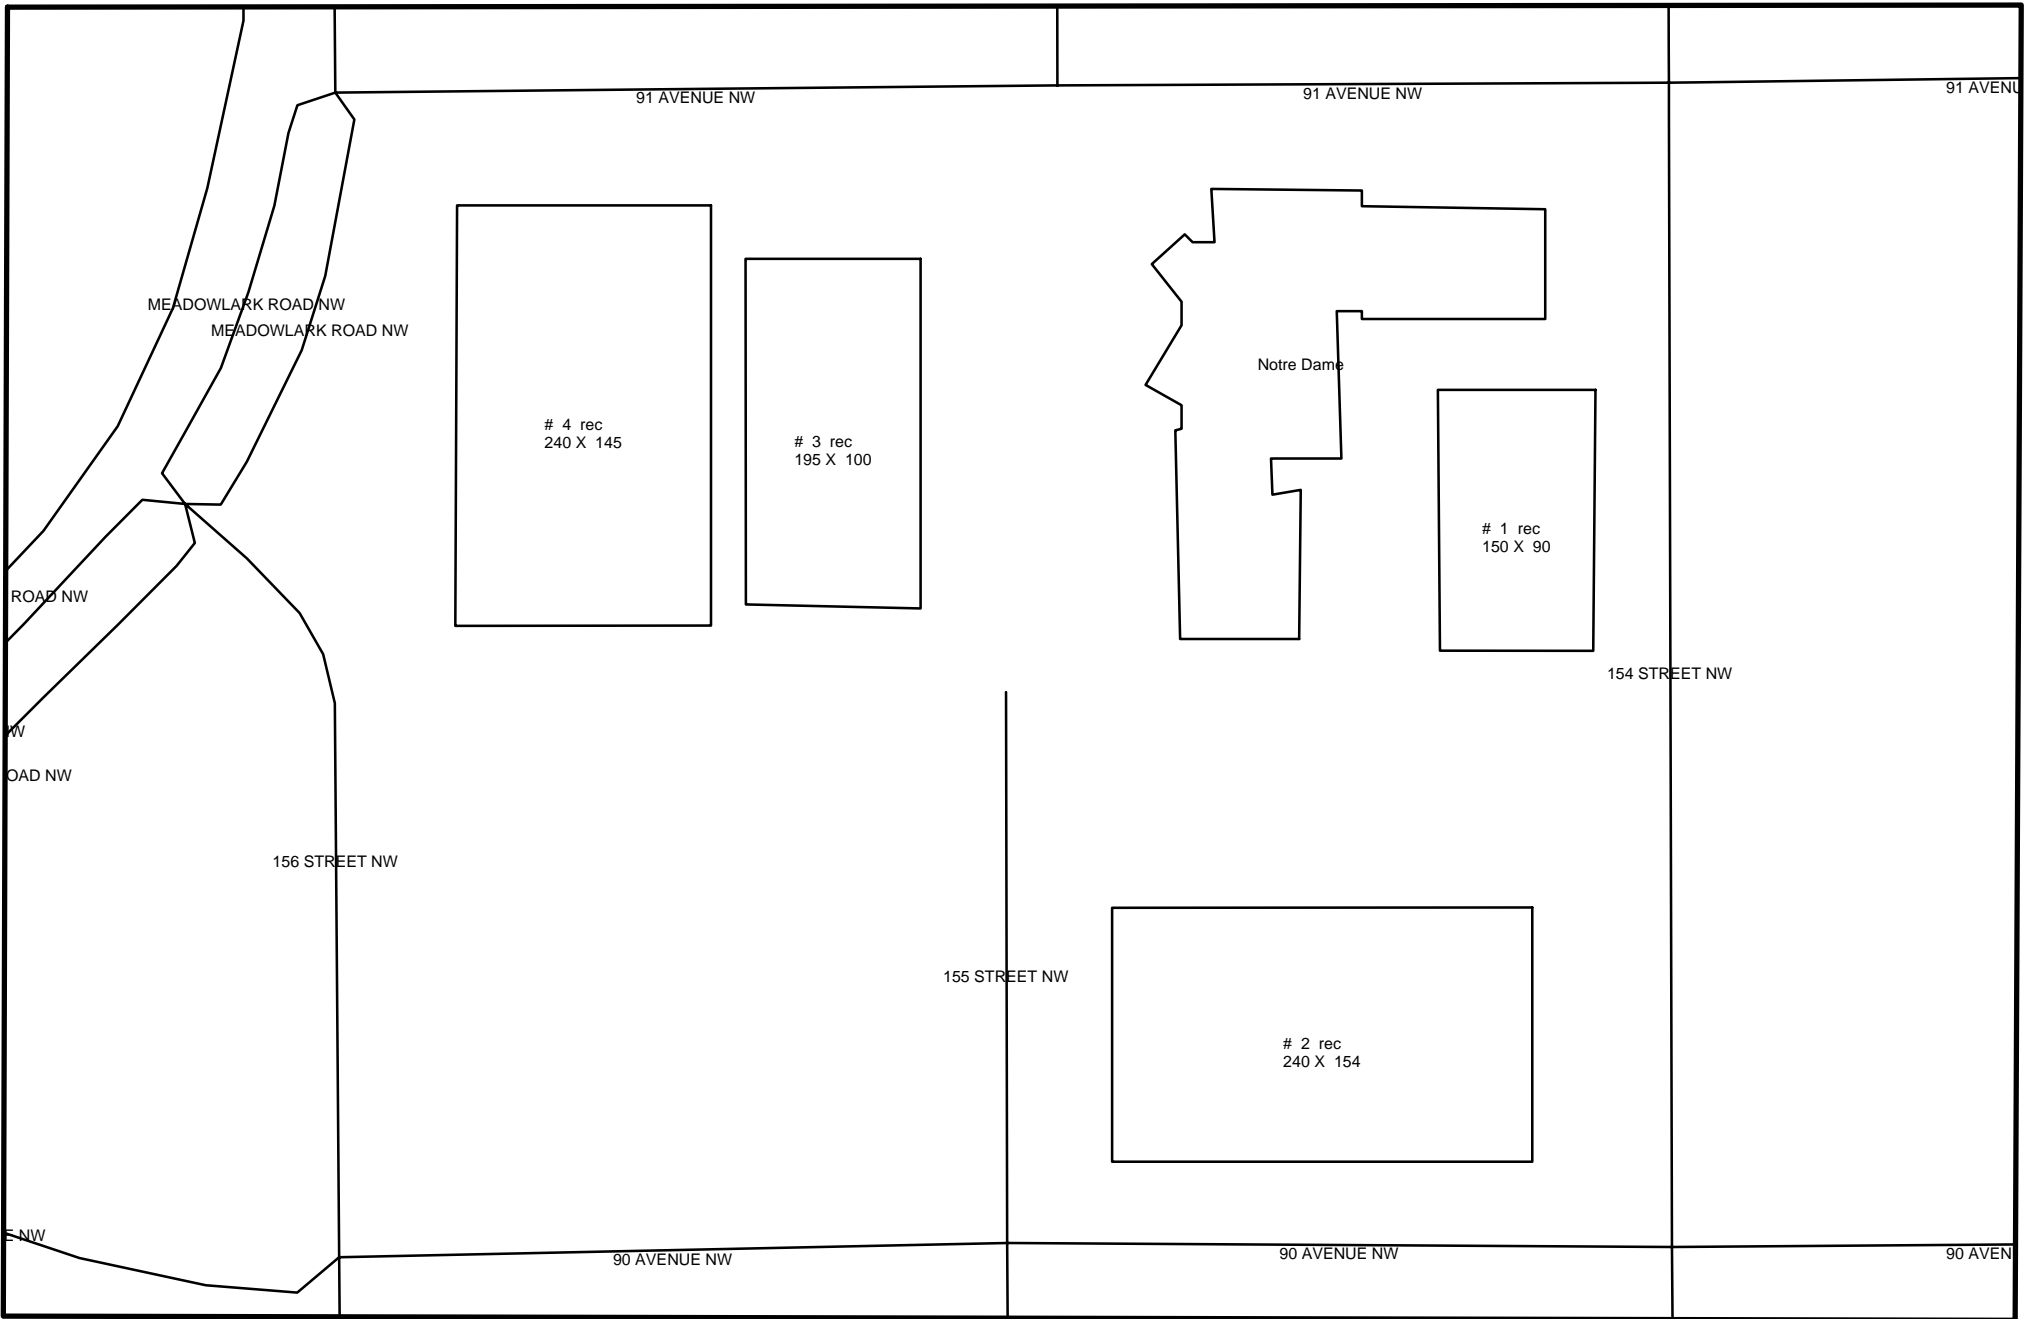 91 AVENUE NW
91 AVENUE NW
91 AVENU
MEADOWLARK ROAD NW
MEADOWLARK ROAD NW
Notre Dame
# 4 rec
240 X 145
# 3 rec
195 X 100
# 1 rec
150 X 90
ROAD NW
154 STREET NW
W
OAD NW
156 STREET NW
155 STREET NW
# 2 rec
240 X 154
E NW
90 AVENUE NW
90 AVENUE NW
90 AVEN